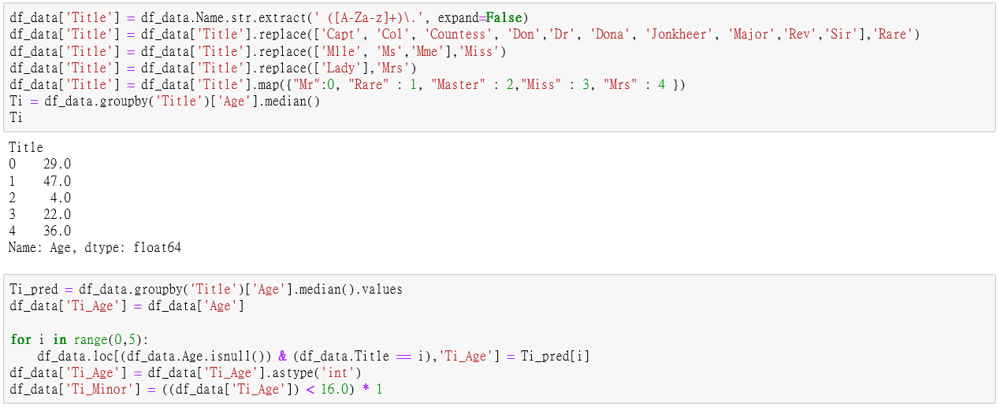 df_data['Title'] = df_data.Name.str.extract(' ([A-Za-z]+)\.', expand=False)
df_data['Title'] = df_data['Title'].replace(['Capt', 'Col', 'Countess', 'Don','Dr', 'Dona', 'Jonkheer', 'Major','Rev','Sir'],'Rare')
df_data['Title'] = df_data['Title'].replace(['Mlle', 'Ms','Mme'],'Miss')
df_data['Title'] = df_data['Title'].replace(['Lady'],'Mrs')
df_data['Title'] = df_data['Title'].map({"Mr":0, "Rare" : 1, "Master" : 2,"Miss" : 3, "Mrs" : 4 })
Ti = df_data.groupby('Title')['Age'].median()
Ti
Title
0    29.0
1    47.0
2     4.0
3    22.0
4    36.0
Name: Age, dtype: float64
Ti_pred = df_data.groupby('Title')['Age'].median().values
df_data['Ti_Age'] = df_data['Age']
for i in range(0,5):
    df_data.loc[(df_data.Age.isnull()) & (df_data.Title == i),'Ti_Age'] = Ti_pred[i]
df_data['Ti_Age'] = df_data['Ti_Age'].astype('int')
df_data['Ti_Minor'] = ((df_data['Ti_Age']) < 16.0) * 1